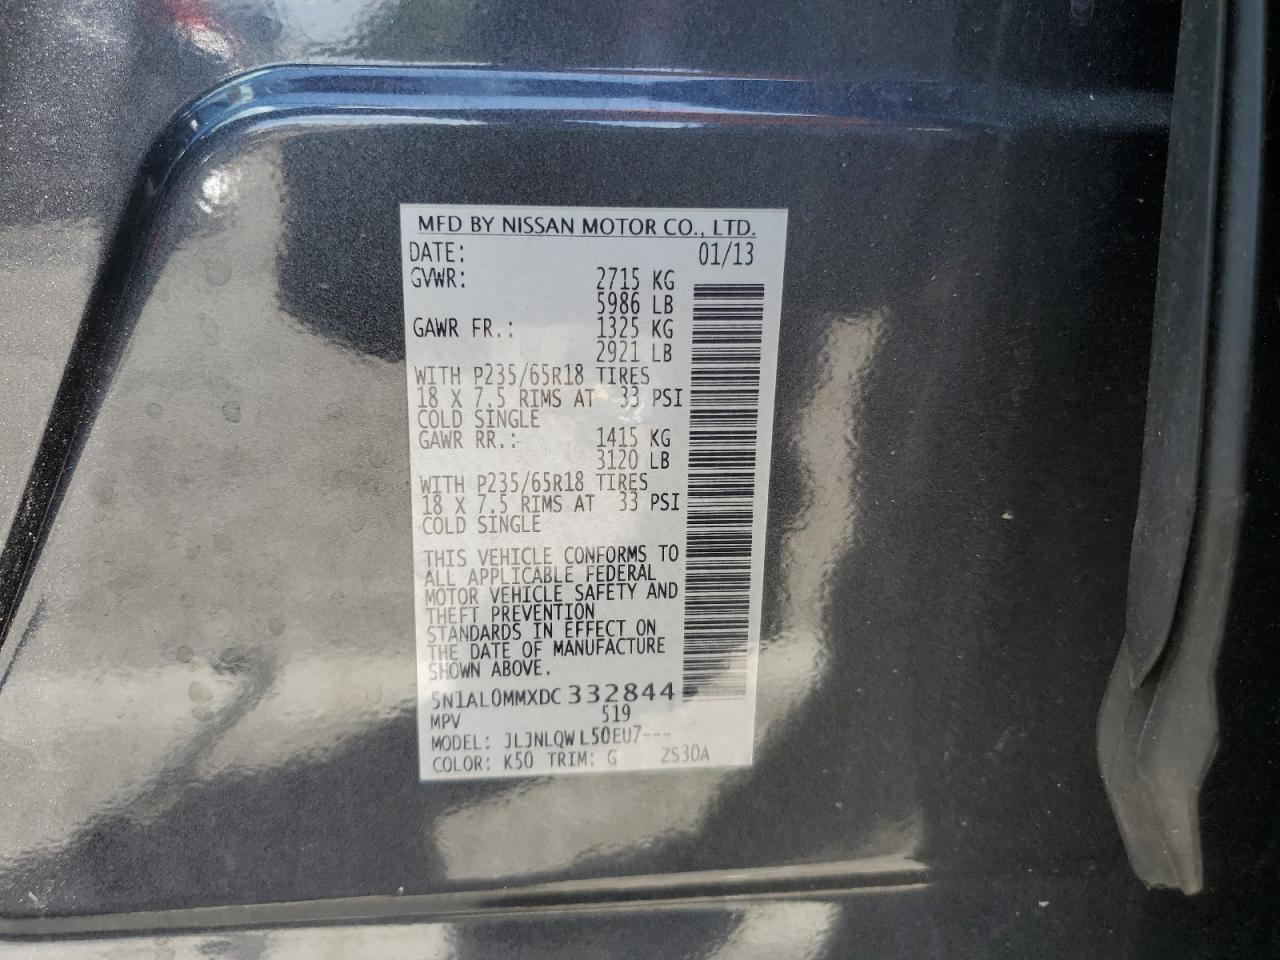 MFD BY NISSAN MOTOR CO., LTD.
DATE: 01/13
GVWR: 2715 KG
5986 LB
GAWR FR.: 1325 KG
2921 LB
WITH P235/65R18 TIRES
18 X 7.5 RIMS AT 33 PSI
COLD SINGLE
GAWR RR.: 1415 KG
3120 LB
WITH P235/65R18 TIRES
18 X 7.5 RIMS AT 33 PSI
COLD SINGLE
THIS VEHICLE CONFORMS TO
ALL APPLICABLE FEDERAL
MOTOR VEHICLE SAFETY AND
THEFT PREVENTION
STANDARDS IN EFFECT ON
THE DATE OF MANUFACTURE
SHOWN ABOVE.
5N1AL0MMXDC 332844
MPV 519
MODEL: JLJNLQW L50EU7---
COLOR: K50 TRIM: G ZS30A